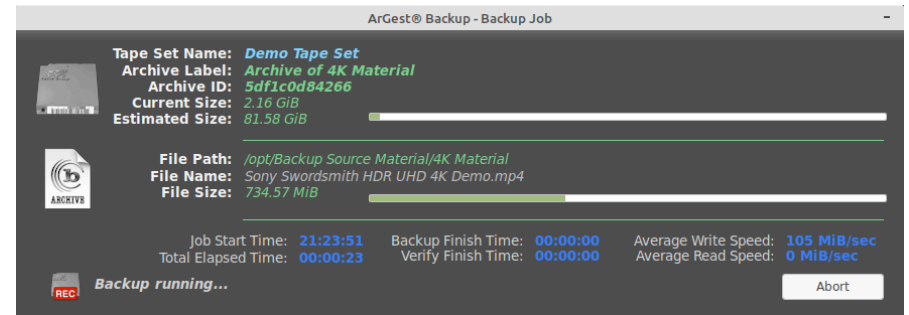 ArGest® Backup - Backup Job
Tape Set Name: Demo Tape Set
Archive Label: Archive of 4K Material
Archive ID: 5df1c0d84266
Current Size: 2.16 GiB
Estimated Size: 81.58 GiB
File Path: /opt/Backup Source Material/4K Material
File Name: Sony Swordsmith HDR UHD 4K Demo.mp4
File Size: 734.57 MiB
b
ARCHIVE
Job Start Time: 21:23:51 Backup Finish Time: 00:00:00 Average Write Speed: 105 MiB/sec
Total Elapsed Time: 00:00:23 Verify Finish Time: 00:00:00 Average Read Speed: 0 MiB/sec
REC
Backup running...
Abort